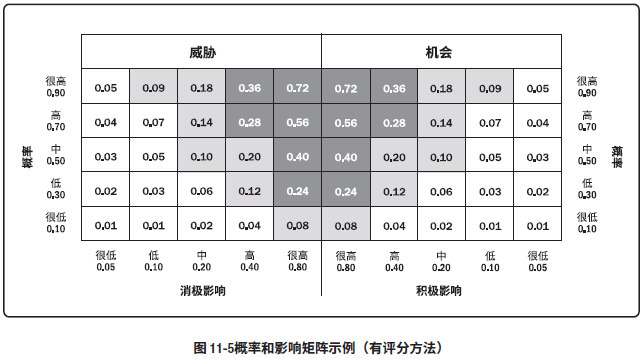 威胁 机会
很高 0.90 0.05 0.09 0.18 0.36 0.72 0.72 0.36 0.18 0.09 0.05 很高 0.90
高 0.70 0.04 0.07 0.14 0.28 0.56 0.56 0.28 0.14 0.07 0.04 高 0.70
概率 中 0.50 0.03 0.05 0.10 0.20 0.40 0.40 0.20 0.10 0.05 0.03 中 0.50 概率
低 0.30 0.02 0.03 0.06 0.12 0.24 0.24 0.12 0.06 0.03 0.02 低 0.30
很低 0.10 0.01 0.01 0.02 0.04 0.08 0.08 0.04 0.02 0.01 0.01 很低 0.10
很低 低 中 高 很高 很高 高 中 低 很低
0.05 0.10 0.20 0.40 0.80 0.80 0.40 0.20 0.10 0.05
消极影响 积极影响
图 11-5概率和影响矩阵示例（有评分方法）